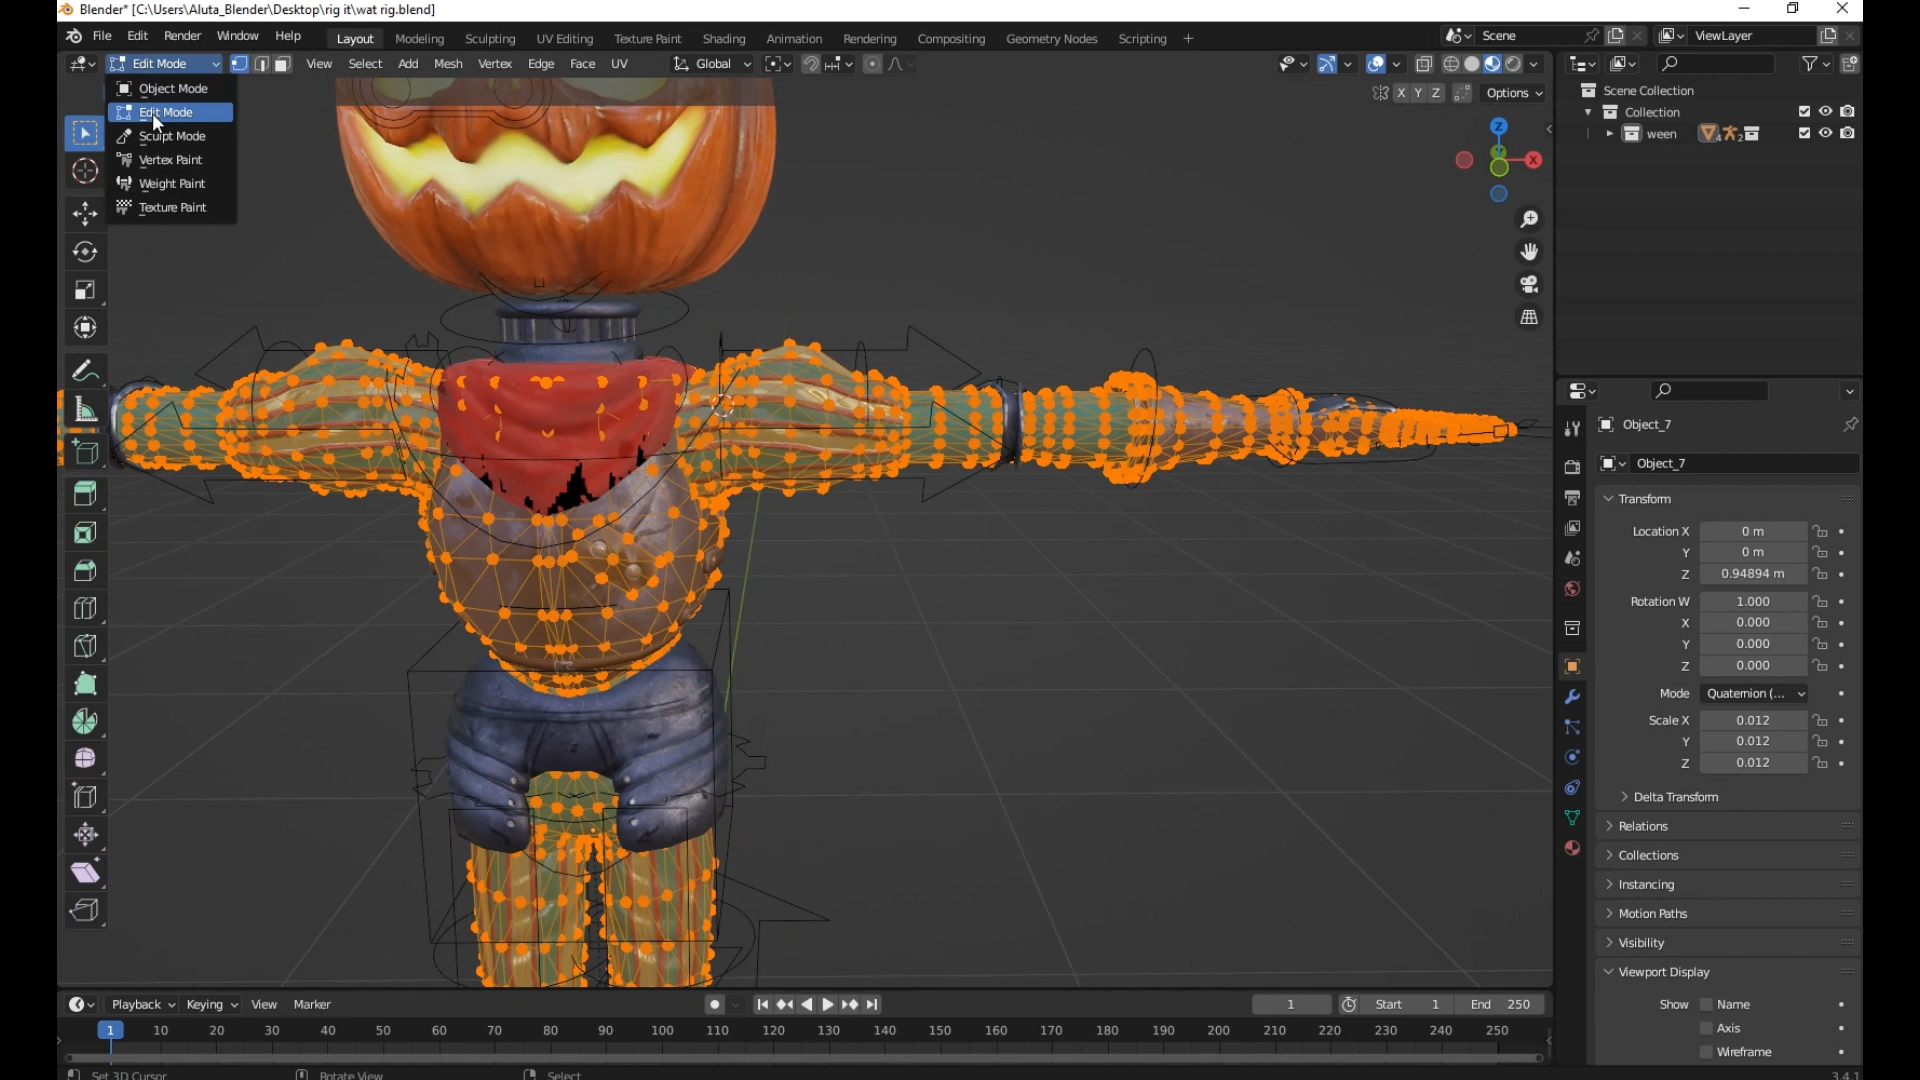 Blender* [C:\Users\Aluta_Blender\Desktop\rig it\wat rig.blend]
File Edit Render Window Help Layout Modeling Sculpting UV Editing Texture Paint Shading Animation Rendering Compositing Geometry Nodes Scripting + Scene ViewLayer
Edit Mode View Select Add Mesh Vertex Edge Face UV Global
Object Mode
Edit Mode
Sculpt Mode
Vertex Paint
Weight Paint
Texture Paint
X Y Z Options
Z
X
Y
Scene Collection
Collection
ween 4 2
Object_7
Object_7
Transform
Location X 0 m
Y 0 m
Z 0.94894 m
Rotation W 1.000
X 0.000
Y 0.000
Z 0.000
Mode Quaternion (...
Scale X 0.012
Y 0.012
Z 0.012
Delta Transform
Relations
Collections
Instancing
Motion Paths
Visibility
Viewport Display
Show Name
Axis
Wireframe
Playback Keying View Marker 1 Start 1 End 250
1 10 20 30 40 50 60 70 80 90 100 110 120 130 140 150 160 170 180 190 200 210 220 230 240 250
Set 3D Cursor Rotate View Select 3.4.1